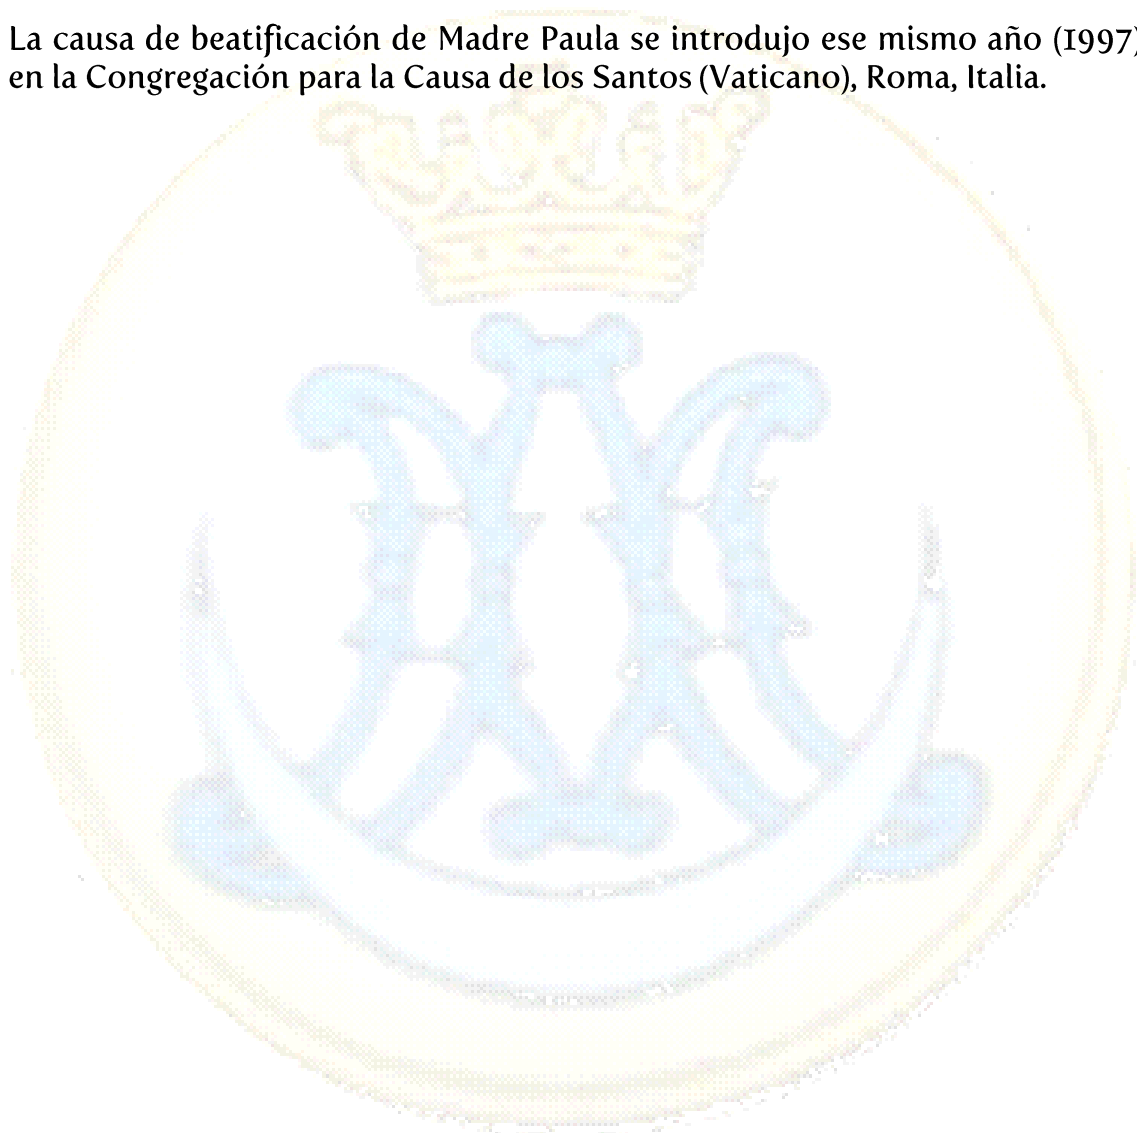 La causa de beatificación de Madre Paula se introdujo ese mismo año (1997)
en la Congregación para la Causa de los Santos (Vaticano), Roma, Italia.